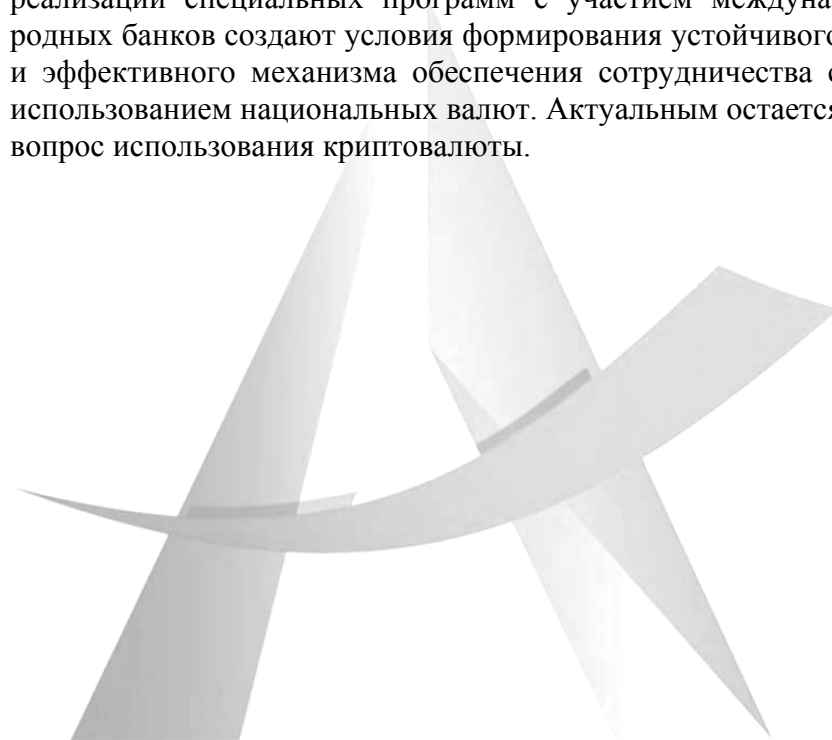 реализации специальных программ с участием междуна
родных банков создают условия формирования устойчивого
и эффективного механизма обеспечения сотрудничества с
использованием национальных валют. Актуальным остается
вопрос использования криптовалюты.